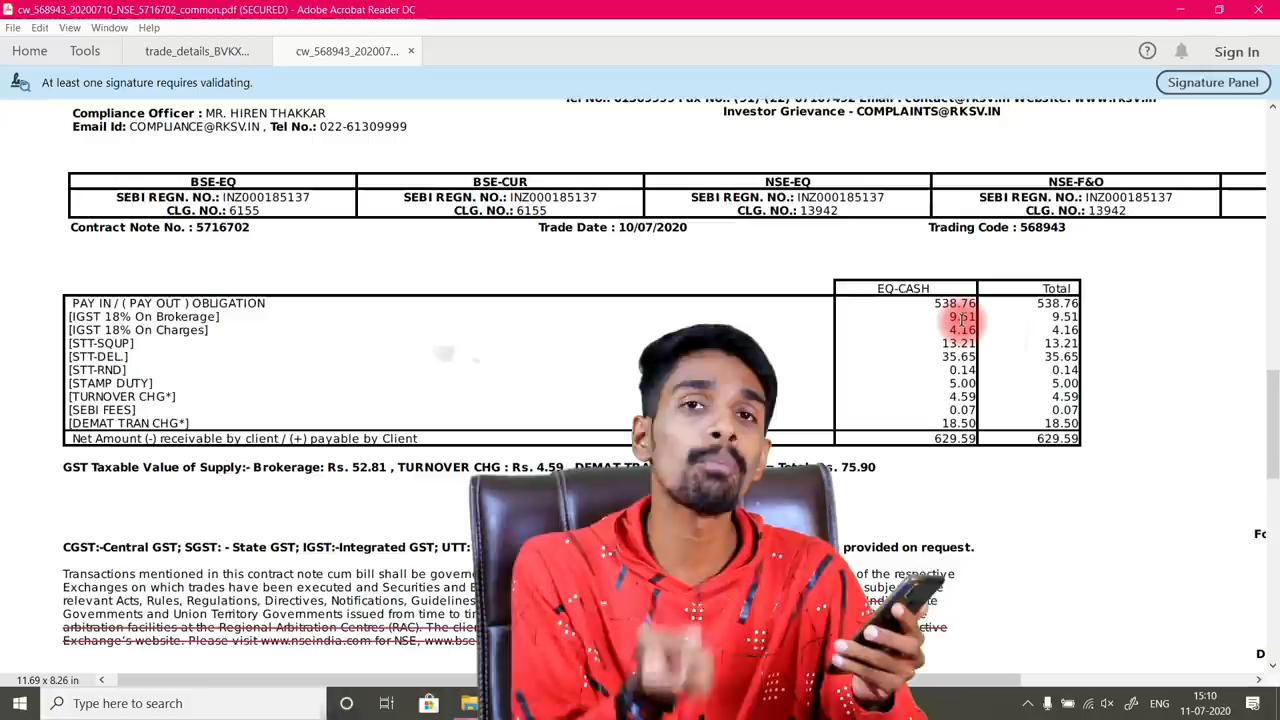 cw_568943_20200710_NSE_5716702_common.pdf (SECURED) - Adobe Acrobat Reader DC
File Edit View Window Help
Home Tools trade_details_BVKX... cw_568943_202007... × Sign In
At least one signature requires validating. Signature Panel
Compliance Officer : MR. HIREN THAKKAR
Investor Grievance - COMPLAINTS@RKSV.IN
Email Id: COMPLIANCE@RKSV.IN , Tel No.: 022-61309999
BSE-EQ BSE-CUR NSE-EQ NSE-F&O
SEBI REGN. NO.: INZ000185137 SEBI REGN. NO.: INZ000185137 SEBI REGN. NO.: INZ000185137 SEBI REGN. NO.: INZ000185137
CLG. NO.: 6155 CLG. NO.: 6155 CLG. NO.: 13942 CLG. NO.: 13942
Contract Note No. : 5716702 Trade Date : 10/07/2020 Trading Code : 568943
EQ-CASH Total
PAY IN / ( PAY OUT ) OBLIGATION 538.76 538.76
[IGST 18% On Brokerage] 9.51 9.51
[IGST 18% On Charges] 4.16 4.16
[STT-SQUP] 13.21 13.21
[STT-DEL.] 35.65 35.65
[STT-RND] 0.14 0.14
[STAMP DUTY] 5.00 5.00
[TURNOVER CHG*] 4.59 4.59
[SEBI FEES] 0.07 0.07
[DEMAT TRAN CHG*] 18.50 18.50
Net Amount (-) receivable by client / (+) payable by Client 629.59 629.59
GST Taxable Value of Supply:- Brokerage: Rs. 52.81 , TURNOVER CHG : Rs. 4.59 75.90
CGST:-Central GST; SGST: - State GST; IGST:-Integrated GST; UTT: provided on request.
Transactions mentioned in this contract note cum bill shall be of the respective
Exchanges on which trades have been executed and Securities and
relevant Acts, Rules, Regulations, Directives, Notifications, Guidelines
Governments and Union Territory Governments issued from time to
arbitration facilities at the Regional Arbitration Centres (RAC). The
Exchange's website. Please visit www.nseindia.com for NSE,
11.69 x 8.26 in
Type here to search ENG 15:10
11-07-2020